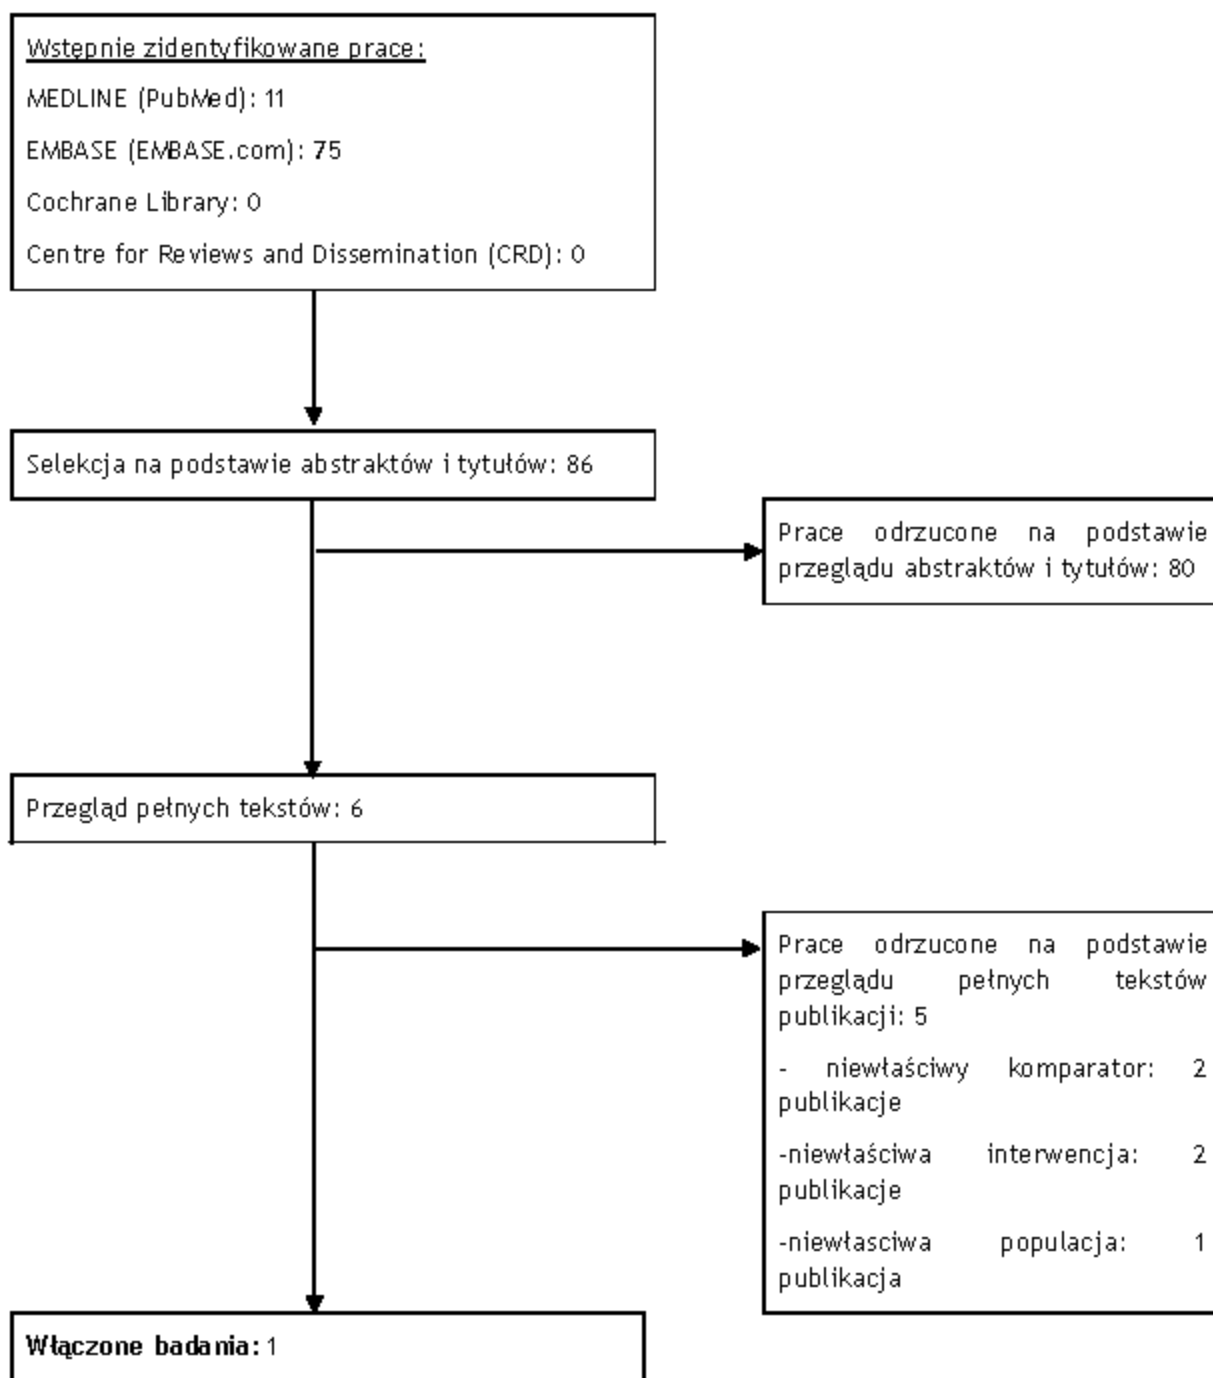 Wstępnie zidentyfikowane prace:
MEDLINE (PubMed): 11
EMBASE (EMBASE.com): 75
Cochrane Library: 0
Centre for Reviews and Dissemination (CRD): 0
Selekcja na podstawie abstraktów i tytułów: 86
Prace odrzucone na podstawie
przeglądu abstraktów i tytułów: 80
Przegląd pełnych tekstów: 6
Prace odrzucone na podstawie
przeglądu pełnych tekstów
publikacji: 5
- niewłaściwy komparator: 2
publikacje
-niewłaściwa interwencja: 2
publikacje
-niewłasciwa populacja: 1
publikacja
Włączone badania: 1